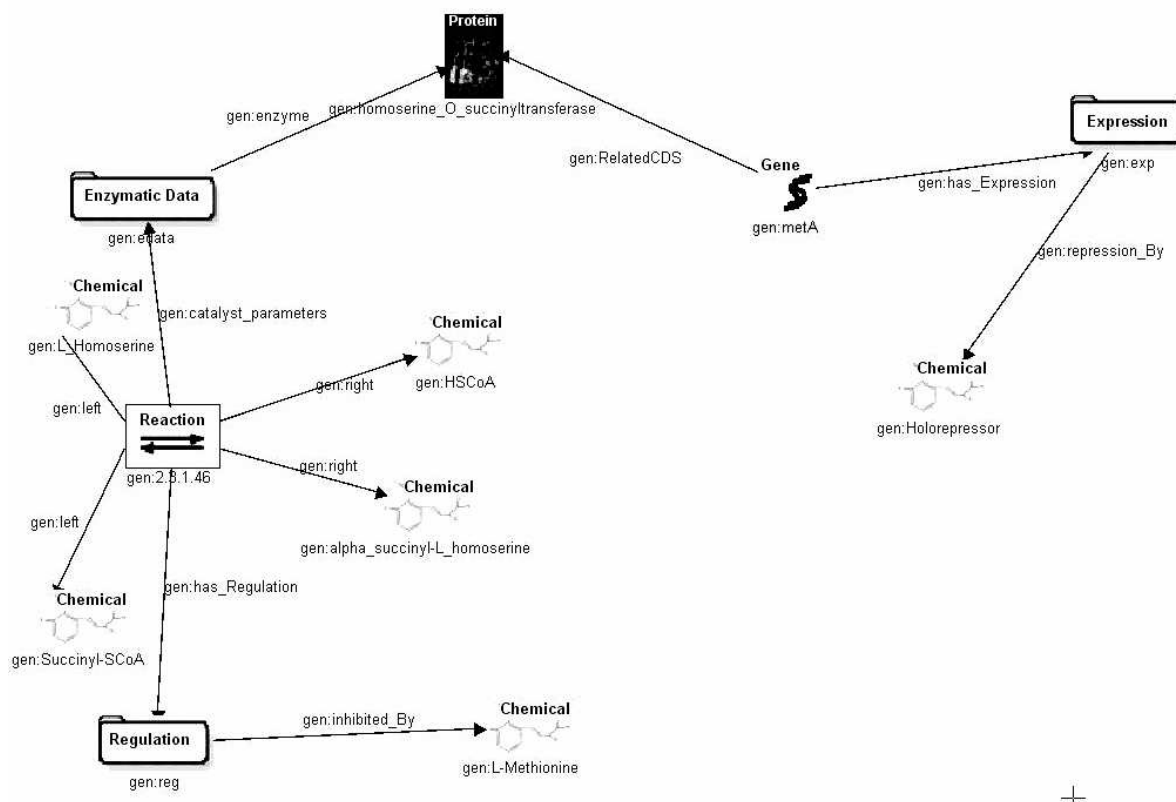 Protein
gen:homoserine_O_succinyltransferase
gen:enzyme
gen:RelatedCDS
Gene
gen:metA
gen:has_Expression
Expression
gen:exp
gen:repression_By
Chemical
gen:Holorepressor
Enzymatic Data
gen:edata
gen:catalyst_parameters
Chemical
gen:L_Homoserine
gen:left
Reaction
gen:2.3.1.46
gen:right
Chemical
gen:HSCoA
gen:right
Chemical
gen:alpha_succinyl-L_homoserine
gen:left
Chemical
gen:Succinyl-SCoA
gen:has_Regulation
Regulation
gen:reg
gen:inhibited_By
Chemical
gen:L-Methionine